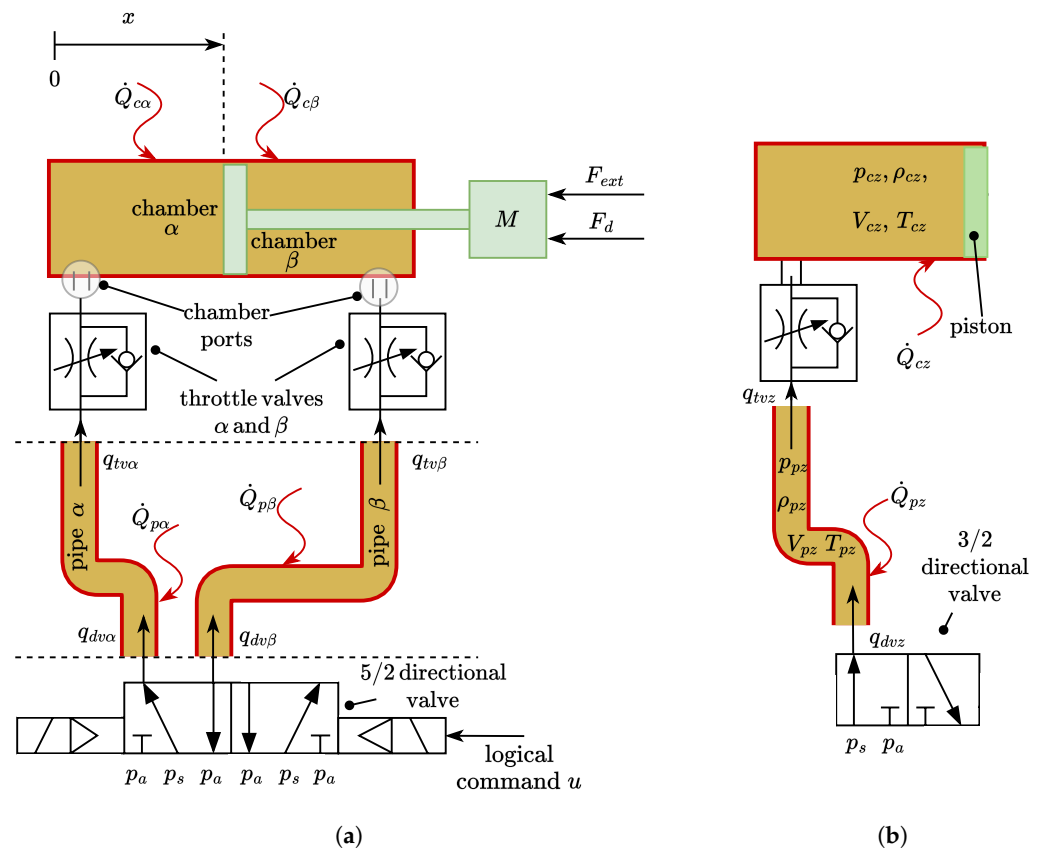 x
0
Q̇cα
Q̇cβ
Fext
Fd
M
chamber
α
chamber
β
chamber
ports
throttle valves
α and β
qtvα
qtvβ
pipe α
pipe β
Q̇pα
Q̇pβ
qdvα
qdvβ
5/2 directional
valve
pa ps pa pa ps pa
logical
command u
(a)
pcz, ρcz,
Vcz, Tcz
piston
Q̇cz
qtvz
ppz
ρpz
Vpz Tpz
Q̇pz
3/2
directional
valve
qdvz
ps pa
(b)